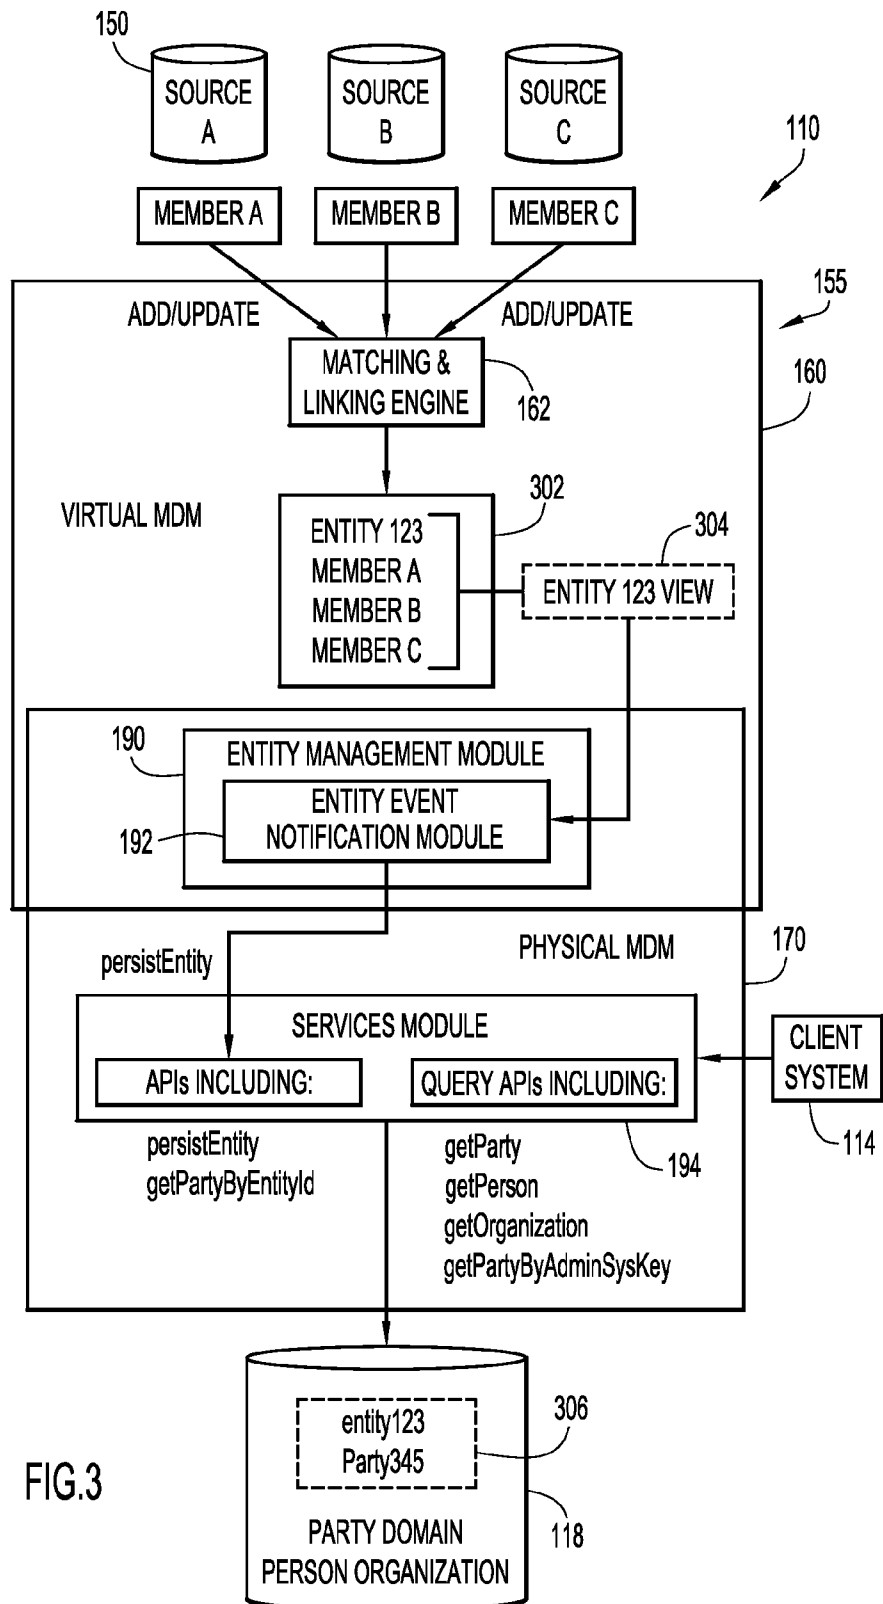 150
SOURCE
A
SOURCE
B
SOURCE
C
110
MEMBER A
MEMBER B
MEMBER C
155
ADD/UPDATE
ADD/UPDATE
160
MATCHING &
LINKING ENGINE
162
VIRTUAL MDM
302
ENTITY 123
MEMBER A
MEMBER B
MEMBER C
304
ENTITY 123 VIEW
190
ENTITY MANAGEMENT MODULE
ENTITY EVENT
NOTIFICATION MODULE
192
persistEntity
PHYSICAL MDM
170
SERVICES MODULE
APIs INCLUDING:
QUERY APIs INCLUDING:
CLIENT
SYSTEM
114
194
persistEntity
getPartyByEntityId
getParty
getPerson
getOrganization
getPartyByAdminSysKey
entity123
Party345
306
118
PARTY DOMAIN
PERSON ORGANIZATION
FIG.3